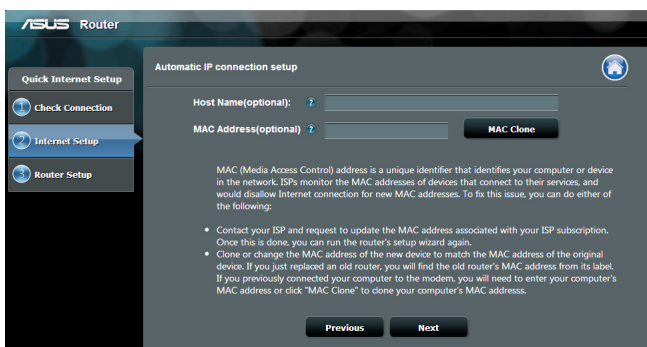 ASUS Router
Quick Internet Setup
1 Check Connection
2 Internet Setup
3 Router Setup
Automatic IP connection setup
Host Name(optional): ?
MAC Address(optional) ? MAC Clone
MAC (Media Access Control) address is a unique identifier that identifies your computer or device
in the network. ISPs monitor the MAC addresses of devices that connect to their services, and
would disallow Internet connection for new MAC addresses. To fix this issue, you can do either of
the following:
• Contact your ISP and request to update the MAC address associated with your ISP subscription.
Once this is done, you can run the router's setup wizard again.
• Clone or change the MAC address of the new device to match the MAC address of the original
device. If you just replaced an old router, you will find the old router's MAC address from its label.
If you previously connected your computer to the modem, you will need to enter your computer's
MAC address or click "MAC Clone" to clone your computer's MAC addresss.
Previous Next